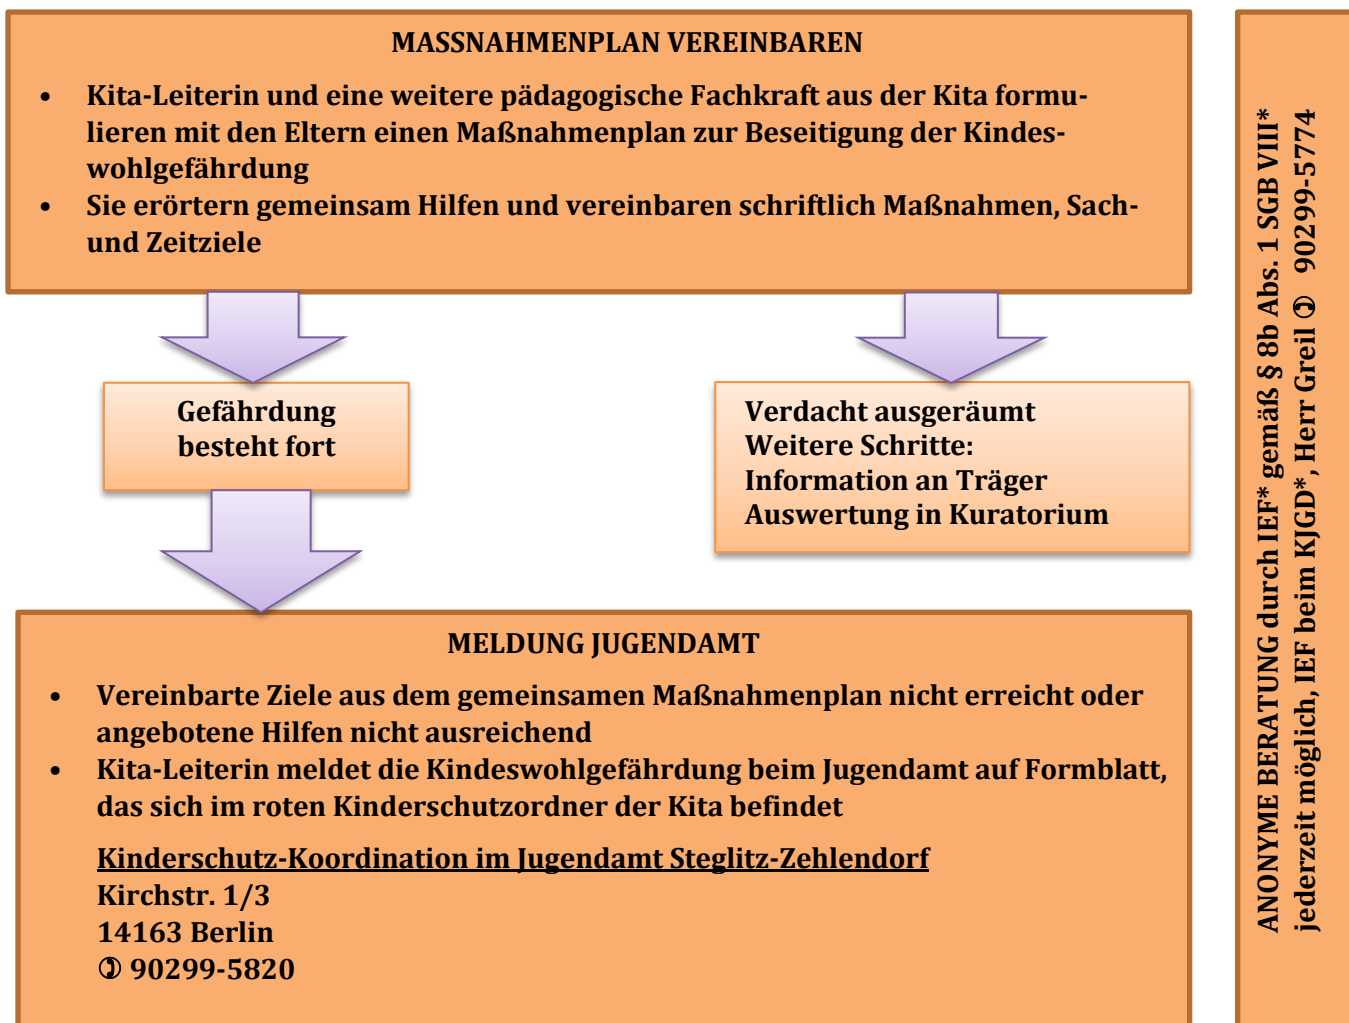 MASSNAHMENPLAN VEREINBAREN
• Kita-Leiterin und eine weitere pädagogische Fachkraft aus der Kita formu-
lieren mit den Eltern einen Maßnahmenplan zur Beseitigung der Kindes-
wohlgefährdung
• Sie erörtern gemeinsam Hilfen und vereinbaren schriftlich Maßnahmen, Sach-
und Zeitziele
Gefährdung
besteht fort
Verdacht ausgeräumt
Weitere Schritte:
Information an Träger
Auswertung in Kuratorium
MELDUNG JUGENDAMT
• Vereinbarte Ziele aus dem gemeinsamen Maßnahmenplan nicht erreicht oder
angebotene Hilfen nicht ausreichend
• Kita-Leiterin meldet die Kindeswohlgefährdung beim Jugendamt auf Formblatt,
das sich im roten Kinderschutzordner der Kita befindet
Kinderschutz-Koordination im Jugendamt Steglitz-Zehlendorf
Kirchstr. 1/3
14163 Berlin
✆ 90299-5820
ANONYME BERATUNG durch IEF* gemäß § 8b Abs. 1 SGB VIII*
jederzeit möglich, IEF beim KJGD*, Herr Greil ✆ 90299-5774